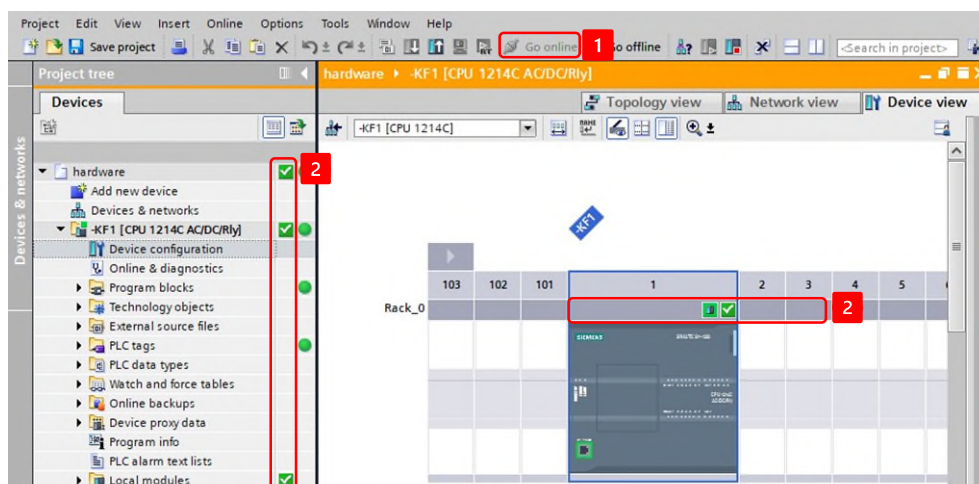 Project Edit View Insert Online Options Tools Window Help
Save project Go online 1 Go offline <Search in project>
Project tree
hardware -KF1 [CPU 1214C AC/DC/Rly]
Devices
Topology view Network view Device view
-KF1 [CPU 1214C]
Devices & networks
hardware 2
Add new device
Devices & networks
-KF1 [CPU 1214C AC/DC/Rly]
Device configuration
Online & diagnostics
Program blocks
Technology objects
External source files
PLC tags
PLC data types
Watch and force tables
Online backups
Device proxy data
Program info
PLC alarm text lists
Local modules
-KF1
103 102 101 1 2 3 4 5
Rack_0 2
SIEMENS